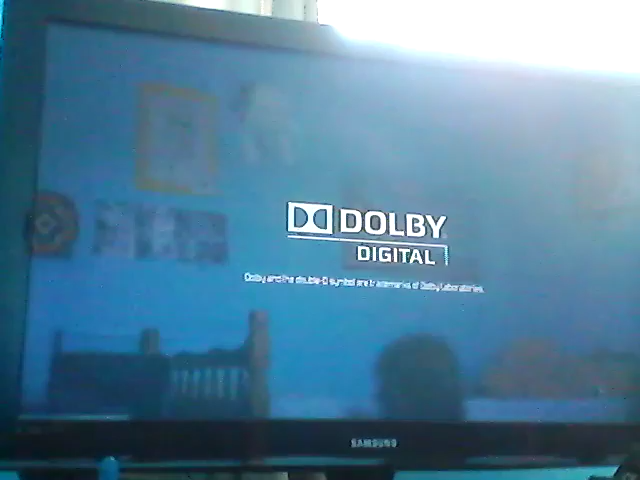 DOLBY
DIGITAL
Dolby and the double-D symbol are trademarks of Dolby Laboratories.
SAMSUNG